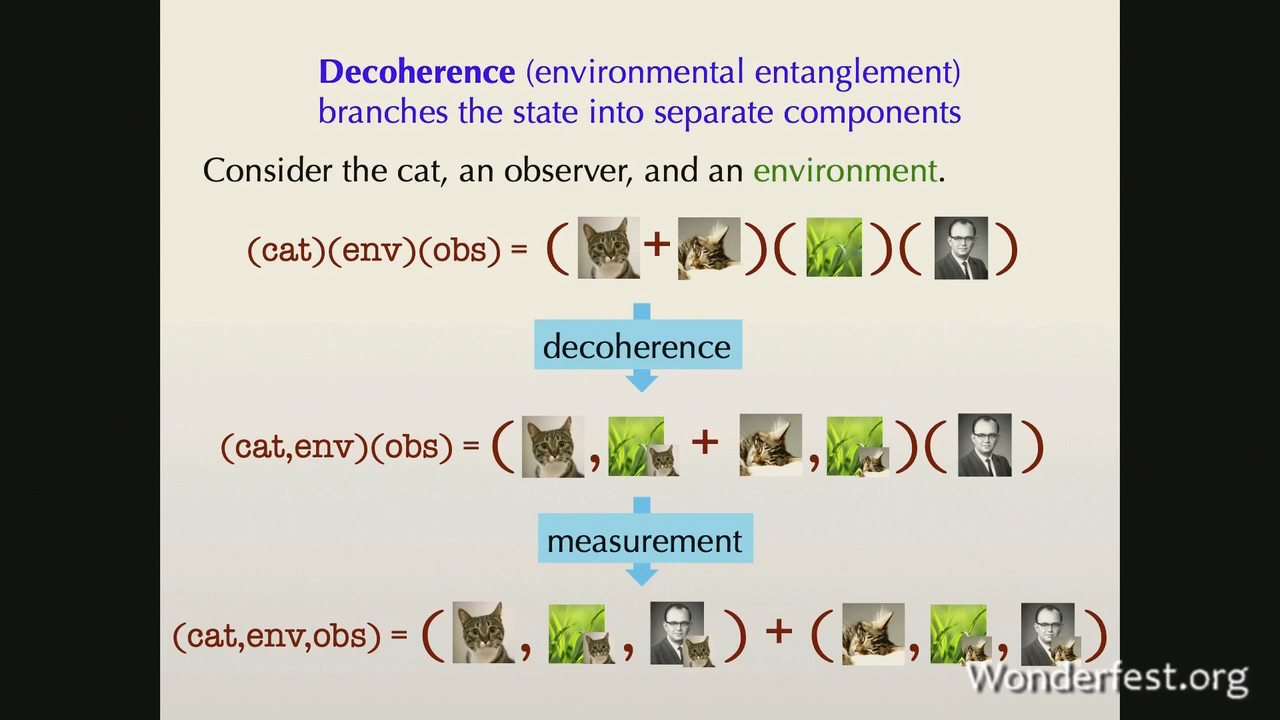 Decoherence (environmental entanglement)
branches the state into separate components
Consider the cat, an observer, and an environment.
(cat)(env)(obs) = ( + )( )( )
decoherence
(cat,env)(obs) = ( , + , )( )
measurement
(cat,env,obs) = ( , , ) + ( , , )
Wonderfest.org